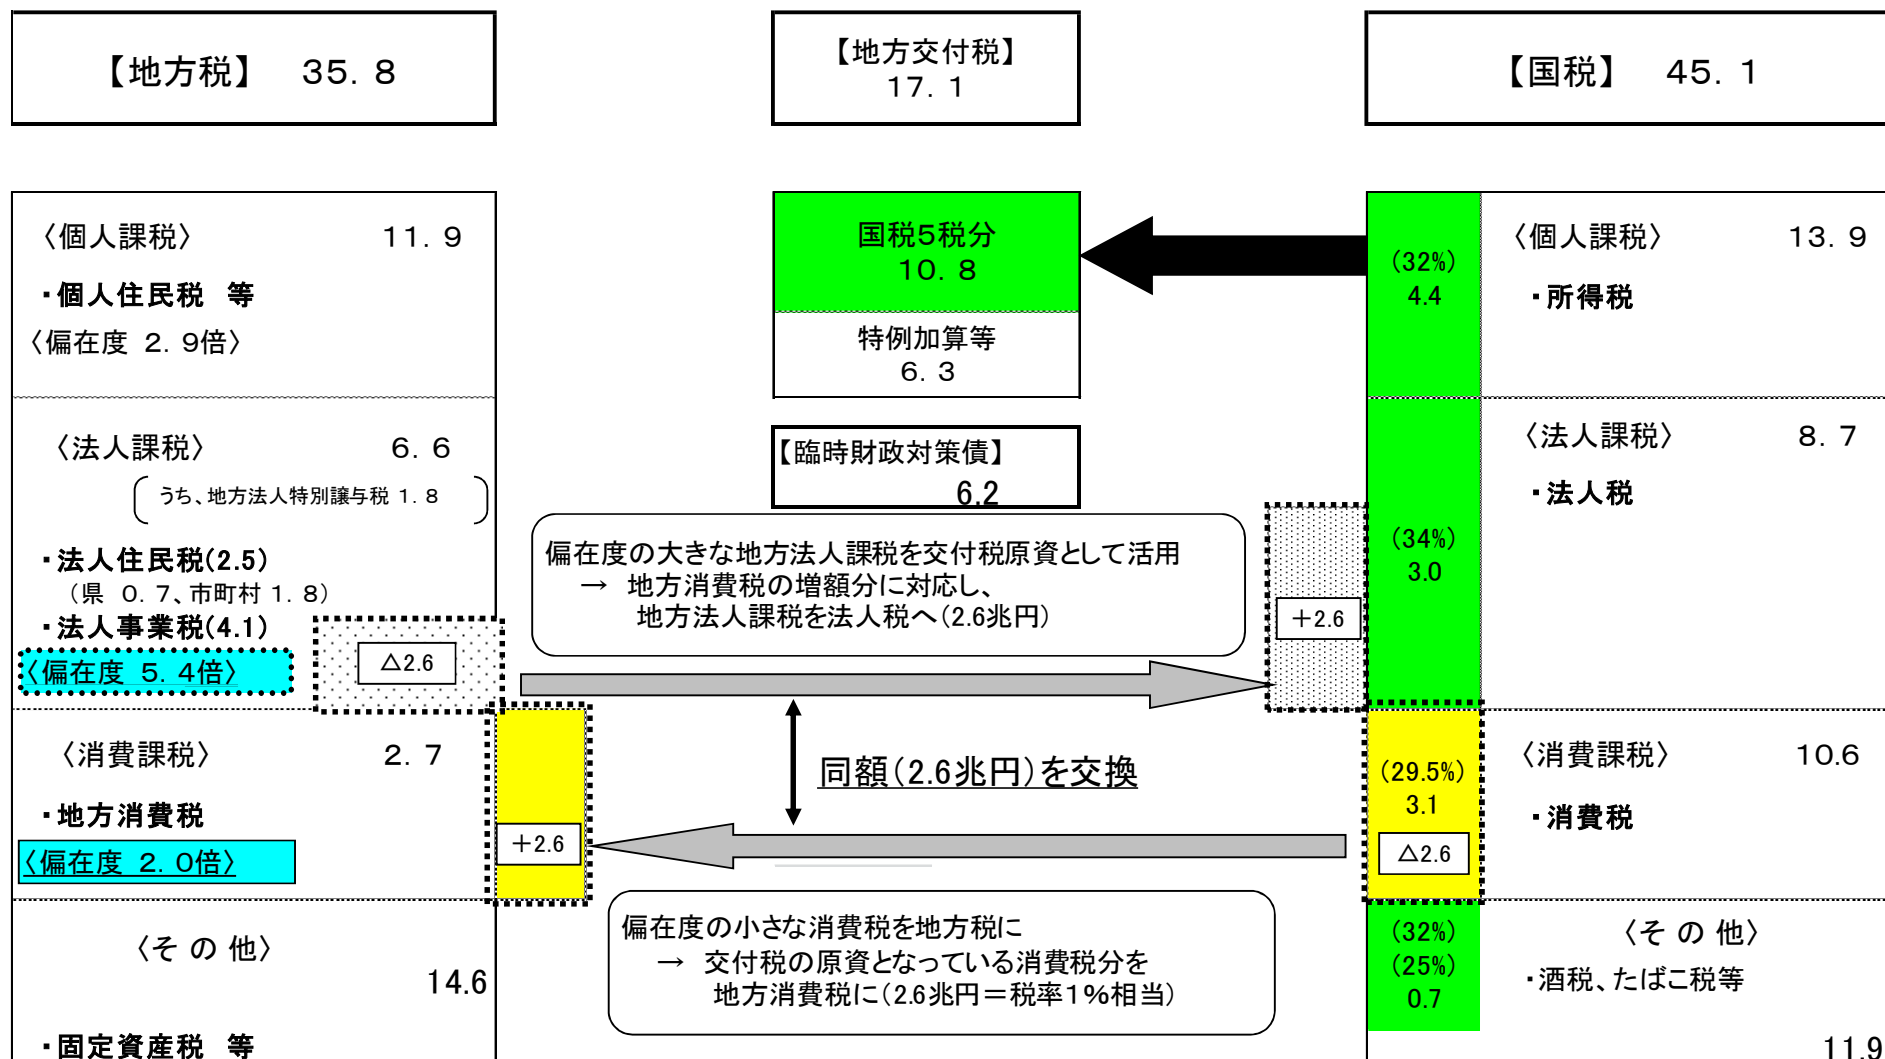 【地方税】 35.8
〈個人課税〉 11.9
・個人住民税 等
〈偏在度 2.9倍〉
〈法人課税〉 6.6
うち、地方法人特別譲与税 1.8
・法人住民税(2.5)
（県 0.7、市町村 1.8）
・法人事業税(4.1)
〈偏在度 5.4倍〉
△2.6
〈消費課税〉 2.7
・地方消費税
〈偏在度 2.0倍〉
＋2.6
〈そ の 他〉
14.6
・固定資産税 等
【地方交付税】
17.1
国税5税分
10.8
特例加算等
6.3
【臨時財政対策債】
6.2
偏在度の大きな地方法人課税を交付税原資として活用
→ 地方消費税の増額分に対応し、
地方法人課税を法人税へ（2.6兆円）
同額（2.6兆円）を交換
偏在度の小さな消費税を地方税に
→ 交付税の原資となっている消費税分を
地方消費税に（2.6兆円＝税率1％相当）
【国税】 45.1
(32%)
4.4
〈個人課税〉 13.9
・所得税
＋2.6
(34%)
3.0
〈法人課税〉 8.7
・法人税
(29.5%)
3.1
△2.6
〈消費課税〉 10.6
・消費税
(32%)
(25%)
0.7
〈そ の 他〉
・酒税、たばこ税等
11.9